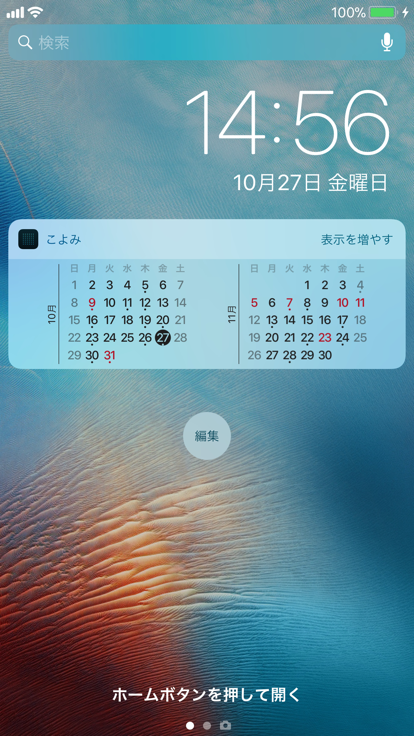 100%
検索
14:56
10月27日 金曜日
こよみ 表示を増やす
10月
日 月 火 水 木 金 土
1 2 3 4 5 6 7
8 9 10 11 12 13 14
15 16 17 18 19 20 21
22 23 24 25 26 27 28
29 30 31
11月
日 月 火 水 木 金 土
1 2 3 4
5 6 7 8 9 10 11
12 13 14 15 16 17 18
19 20 21 22 23 24 25
26 27 28 29 30
編集
ホームボタンを押して開く